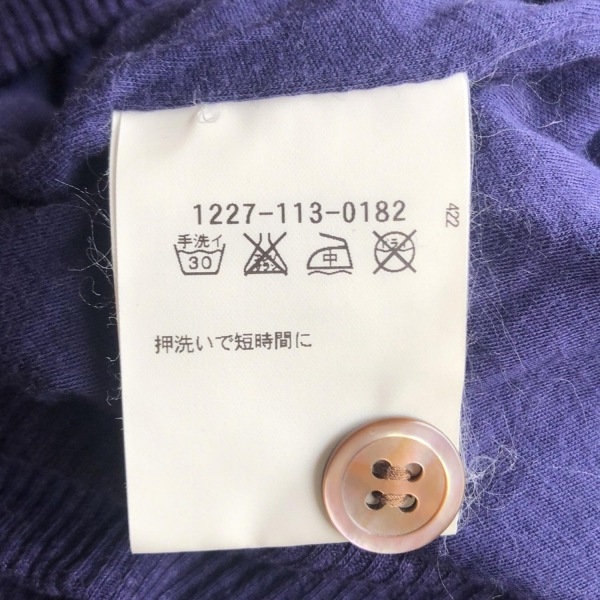 1227-113-0182
422
手洗イ
30
中
ドライ
押洗いで短時間に